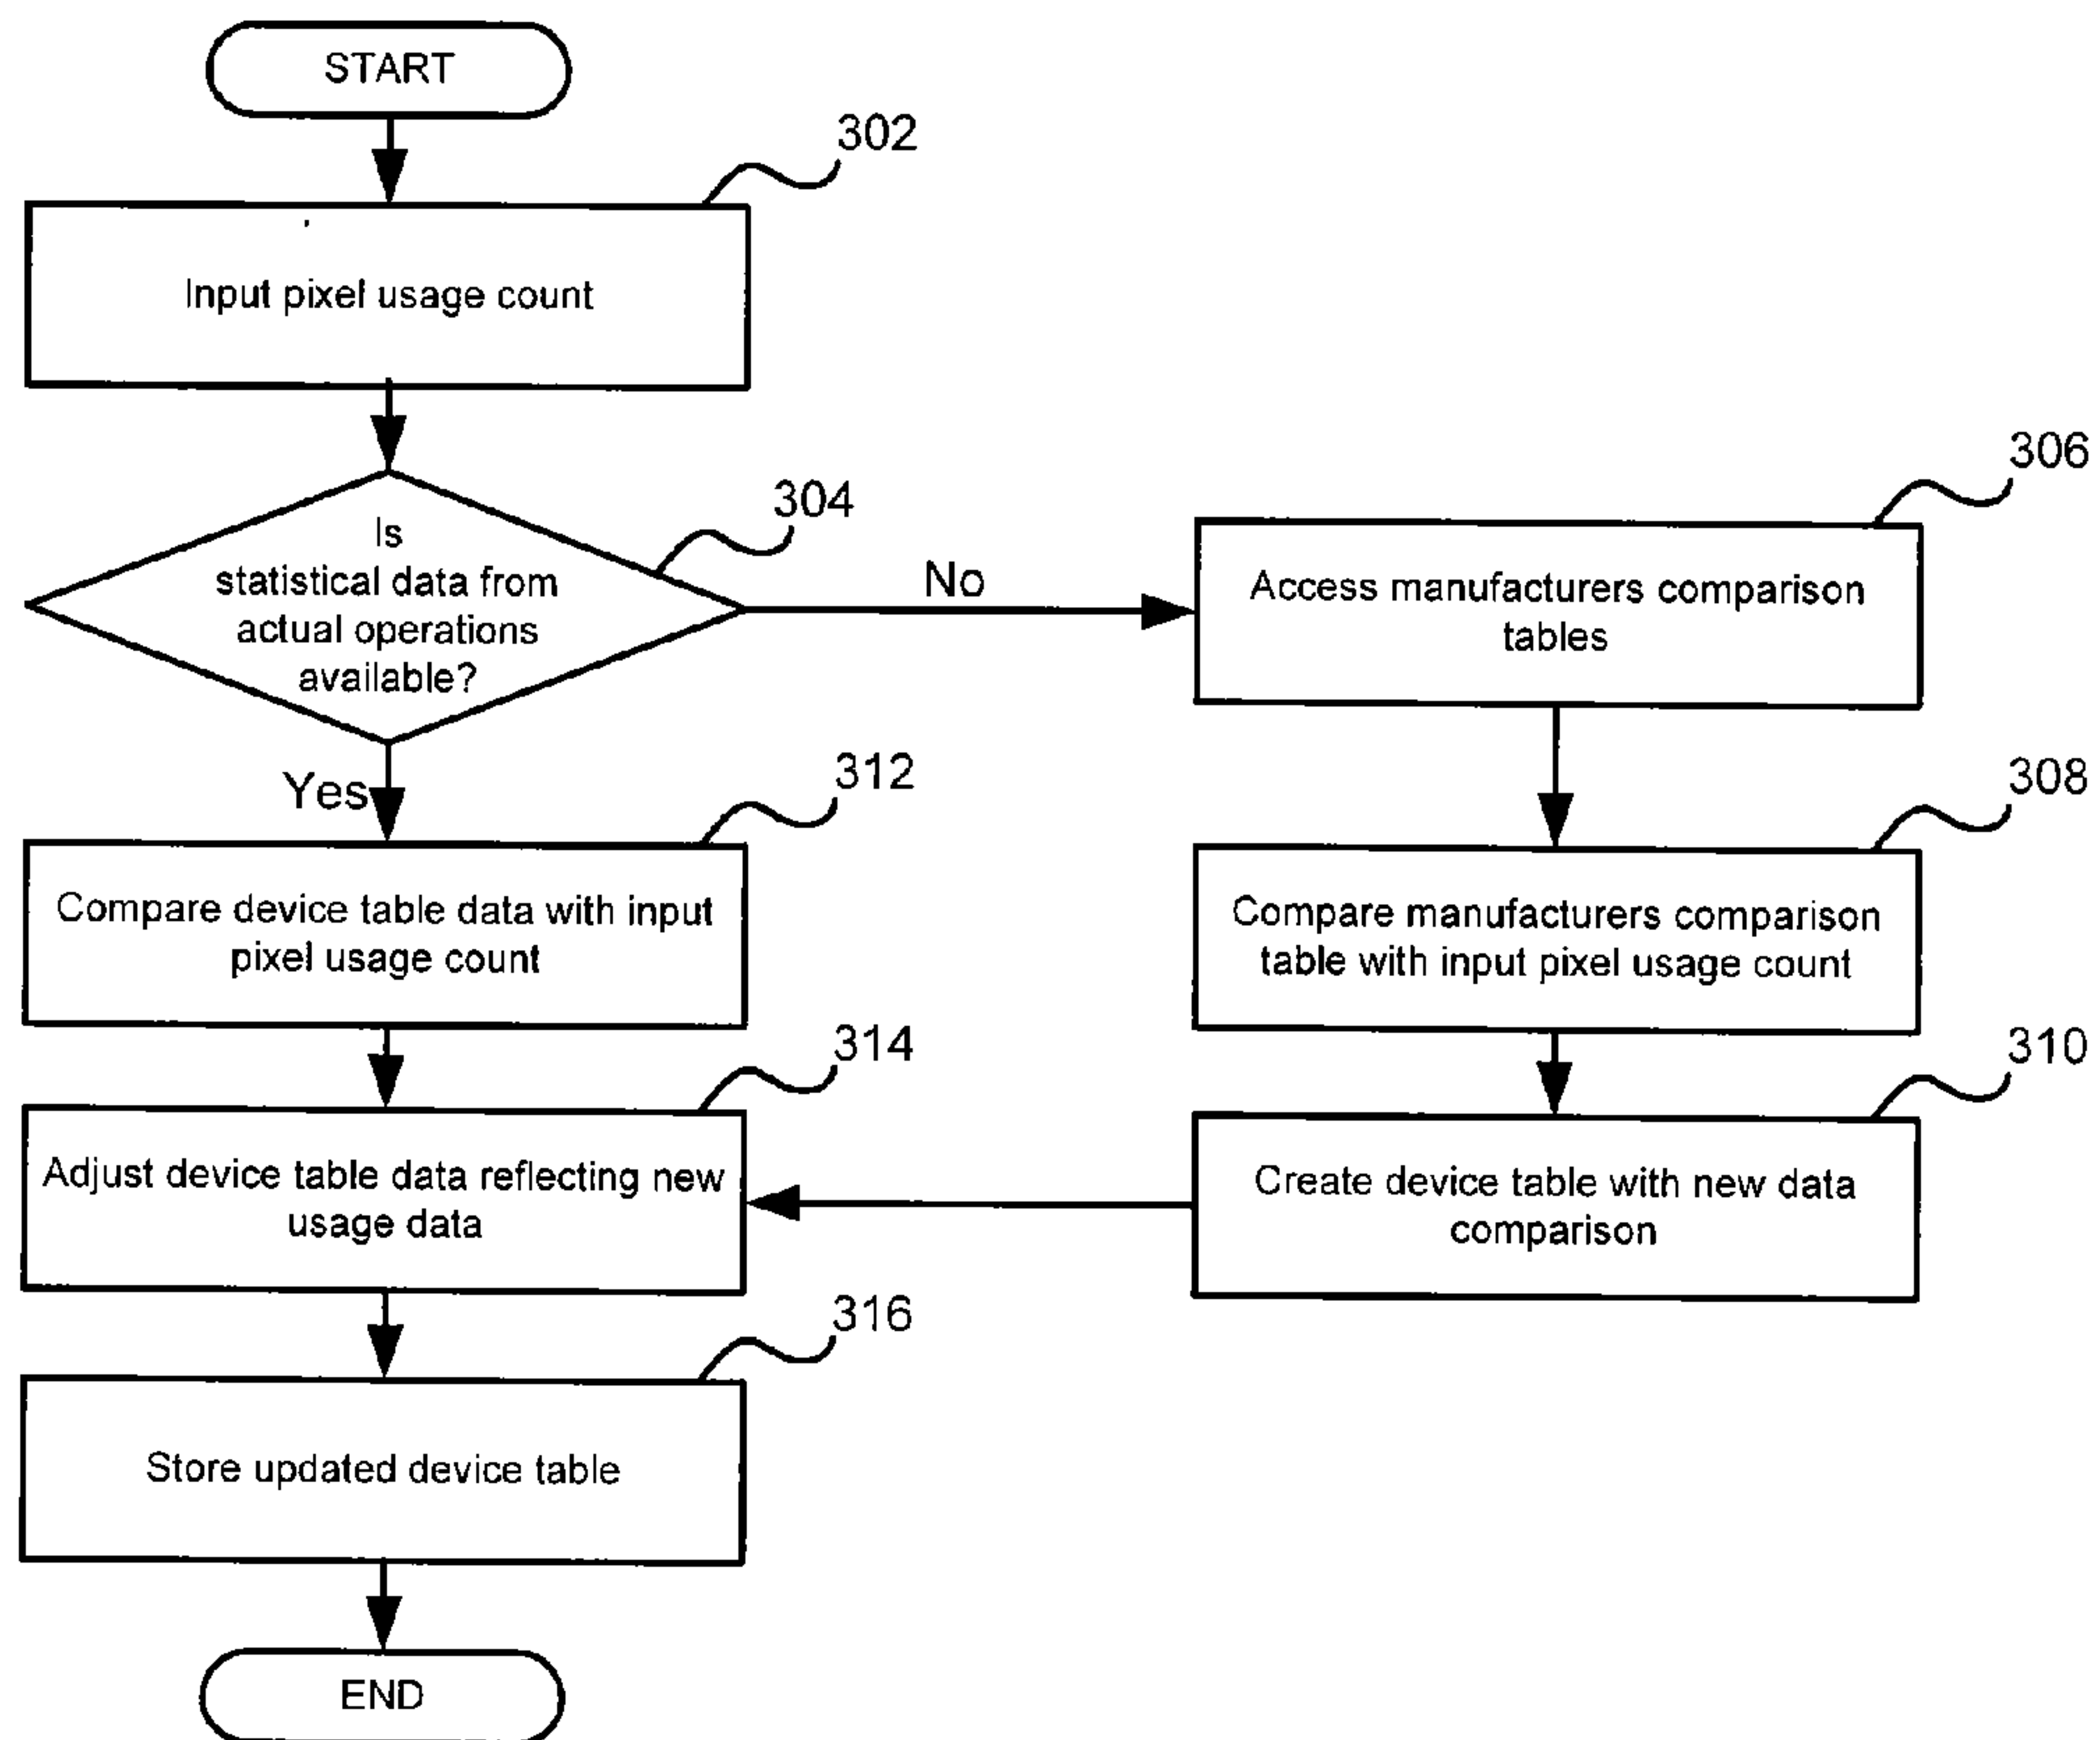 START
302
Input pixel usage count
304
Is
statistical data from
actual operations
available?
No
306
Access manufacturers comparison
tables
Yes
312
Compare device table data with input
pixel usage count
308
Compare manufacturers comparison
table with input pixel usage count
314
Adjust device table data reflecting new
usage data
310
Create device table with new data
comparison
316
Store updated device table
END